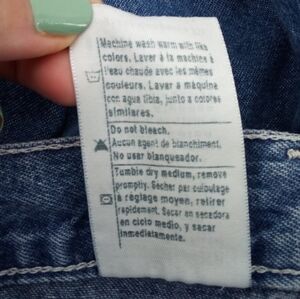 Machine wash warm with like
colors. Laver à la machine à
l'eau chaude avec les mêmes
couleurs. Lavar a máquina
con agua tibia, junto a colores
similares.
Do not bleach.
Aucun agent de blanchiment.
No usar blanqueador.
Tumble dry medium, remove
promptly. Sécher par culbutage
à réglage moyen, retirer
rapidement. Secar en secadora
en ciclo medio, y sacar
inmediatamente.